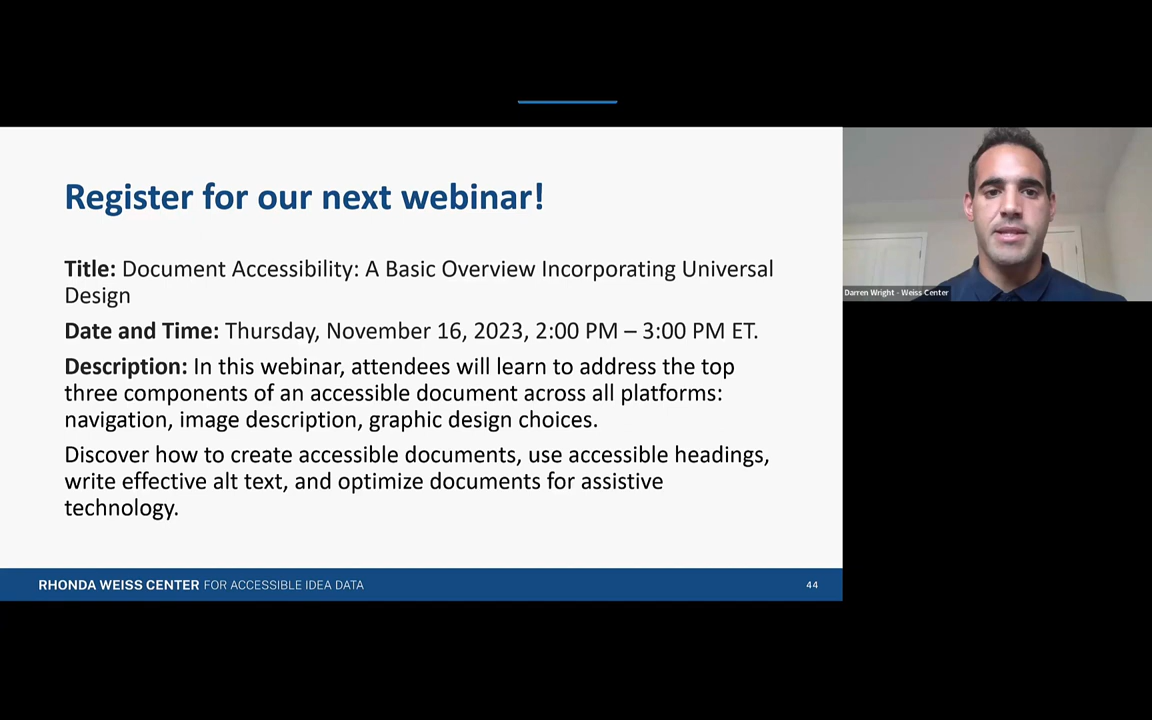 Register for our next webinar!
Title: Document Accessibility: A Basic Overview Incorporating Universal
Design
Date and Time: Thursday, November 16, 2023, 2:00 PM – 3:00 PM ET.
Description: In this webinar, attendees will learn to address the top
three components of an accessible document across all platforms:
navigation, image description, graphic design choices.
Discover how to create accessible documents, use accessible headings,
write effective alt text, and optimize documents for assistive
technology.
RHONDA WEISS CENTER FOR ACCESSIBLE IDEA DATA
44
Darren Wright - Weiss Center